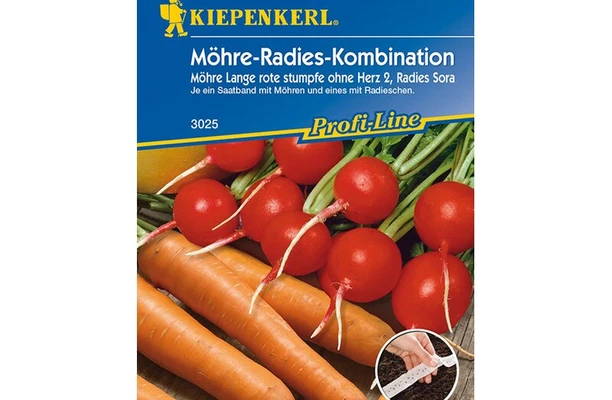 KIEPENKERL®
Möhre-Radies-Kombination
Möhre Lange rote stumpfe ohne Herz 2, Radies Sora
Je ein Saatband mit Möhren und eines mit Radieschen.
3025
Profi-Line